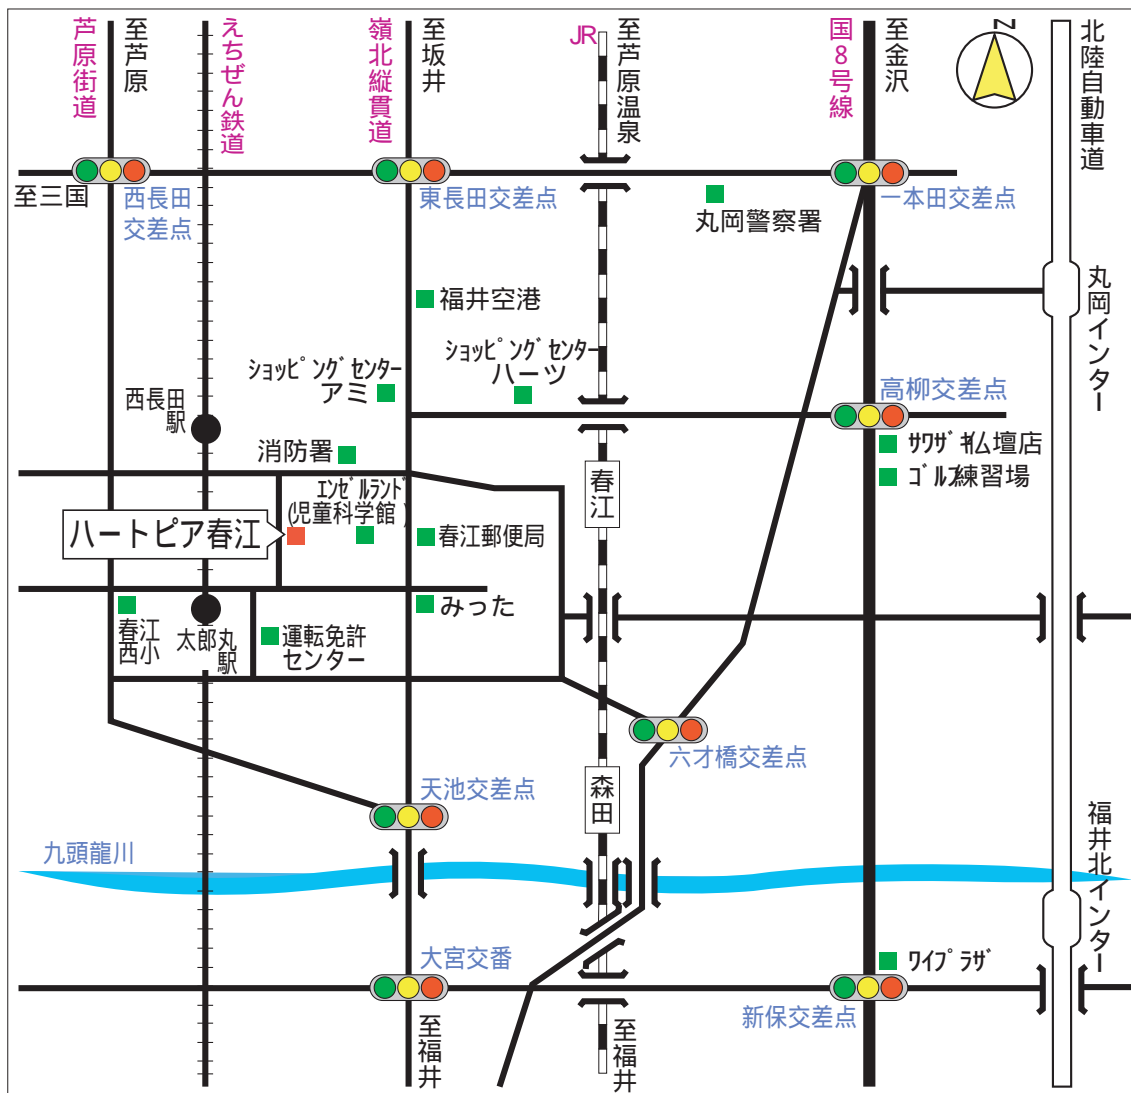 芦原街道
至芦原
えちぜん鉄道
嶺北縦貫道
至坂井
JR
至芦原温泉
国8号線
至金沢
N
北陸自動車道
至三国
西長田
交差点
東長田交差点
丸岡警察署
一本田交差点
福井空港
丸岡インター
ショッピングセンター
アミ
ショッピングセンター
ハーツ
西長田
駅
高柳交差点
消防署
サワザキ仏壇店
ゴルフ練習場
エンゼルランド
(児童科学館)
春江
ハートピア春江
春江郵便局
みった
春江
西小
太郎丸
駅
運転免許
センター
六才橋交差点
森田
天池交差点
九頭龍川
福井北インター
大宮交番
ワイプラザ
新保交差点
至福井
至福井